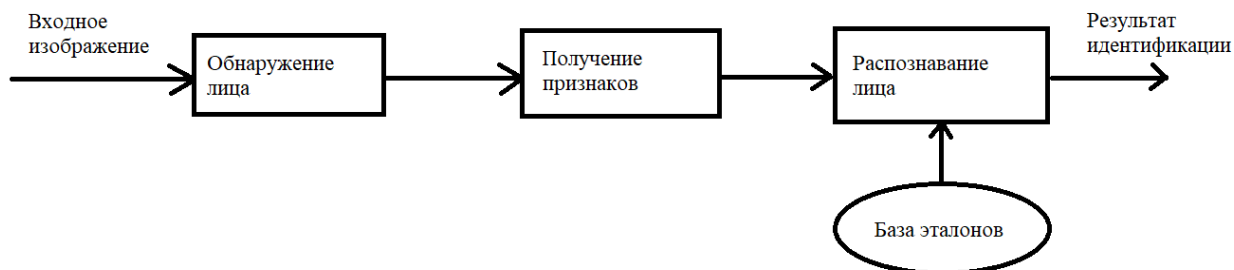 Входное
изображение
Обнаружение
лица
Получение
признаков
Распознавание
лица
Результат
идентификации
База эталонов